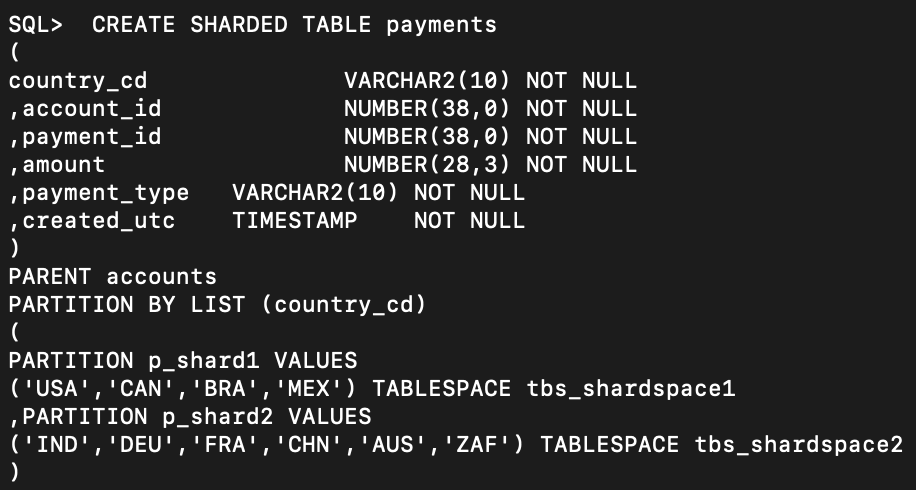 SQL>  CREATE SHARDED TABLE payments
(
country_cd              VARCHAR2(10) NOT NULL
,account_id             NUMBER(38,0) NOT NULL
,payment_id             NUMBER(38,0) NOT NULL
,amount                 NUMBER(28,3) NOT NULL
,payment_type   VARCHAR2(10) NOT NULL
,created_utc    TIMESTAMP    NOT NULL
)
PARENT accounts
PARTITION BY LIST (country_cd)
(
PARTITION p_shard1 VALUES
('USA','CAN','BRA','MEX') TABLESPACE tbs_shardspace1
,PARTITION p_shard2 VALUES
('IND','DEU','FRA','CHN','AUS','ZAF') TABLESPACE tbs_shardspace2
)